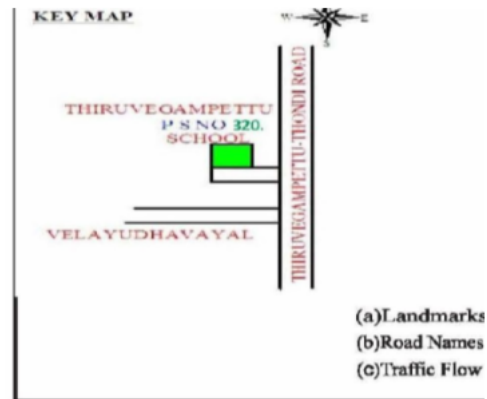 KEY MAP
W E
S
THIRUVEGAMPETTU
P S NO 320.
SCHOOL
THIRUVEGAMPETTU-THONDI ROAD
VELAYUDHAVAYAL
(a)Landmarks
(b)Road Names
(c)Traffic Flow